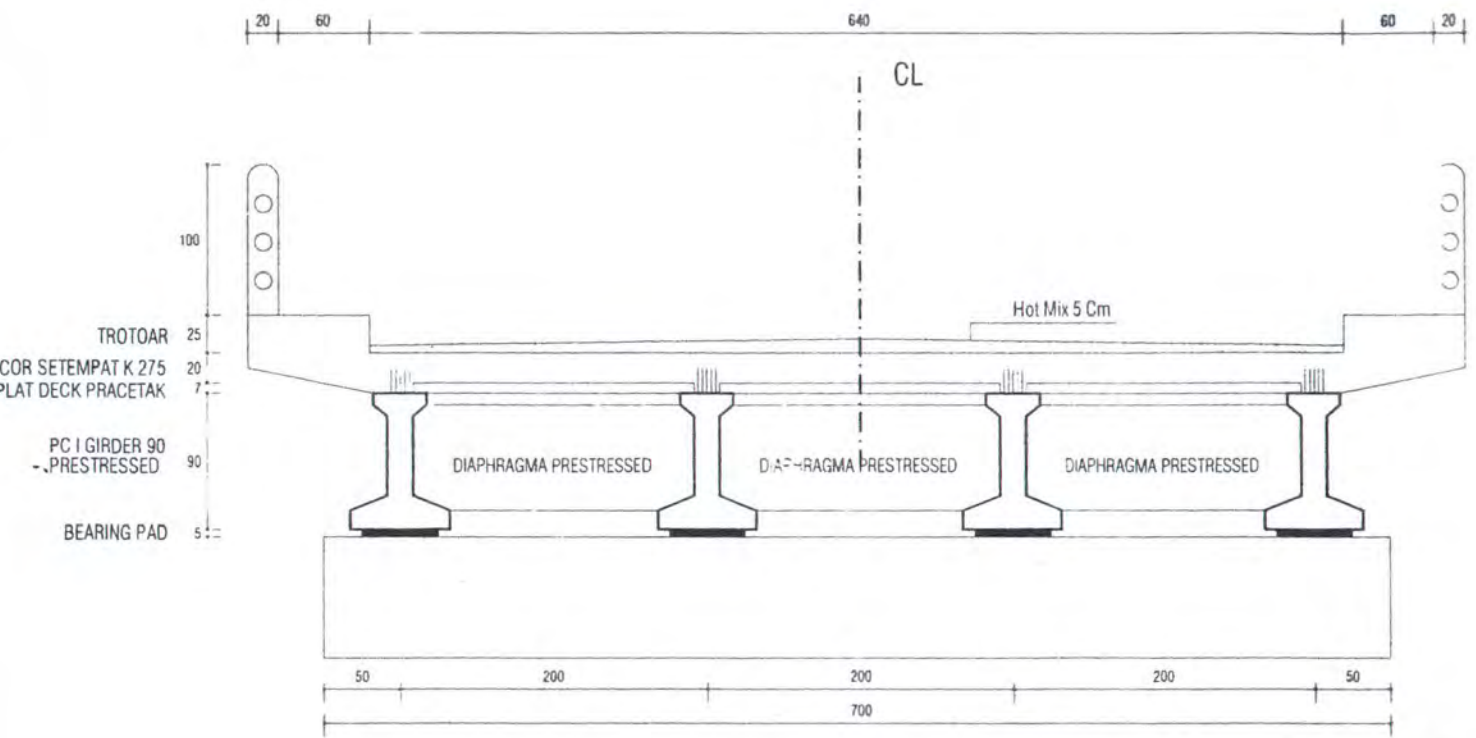 20 60 640 60 20
CL
100
Hot Mix 5 Cm
TROTOAR 25
COR SETEMPAT K 275 20
PLAT DECK PRACETAK 7
PC I GIRDER 90
PRESTRESSED 90
DIAPHRAGMA PRESTRESSED DIAPHRAGMA PRESTRESSED DIAPHRAGMA PRESTRESSED
BEARING PAD 5
50 200 200 200 50
700